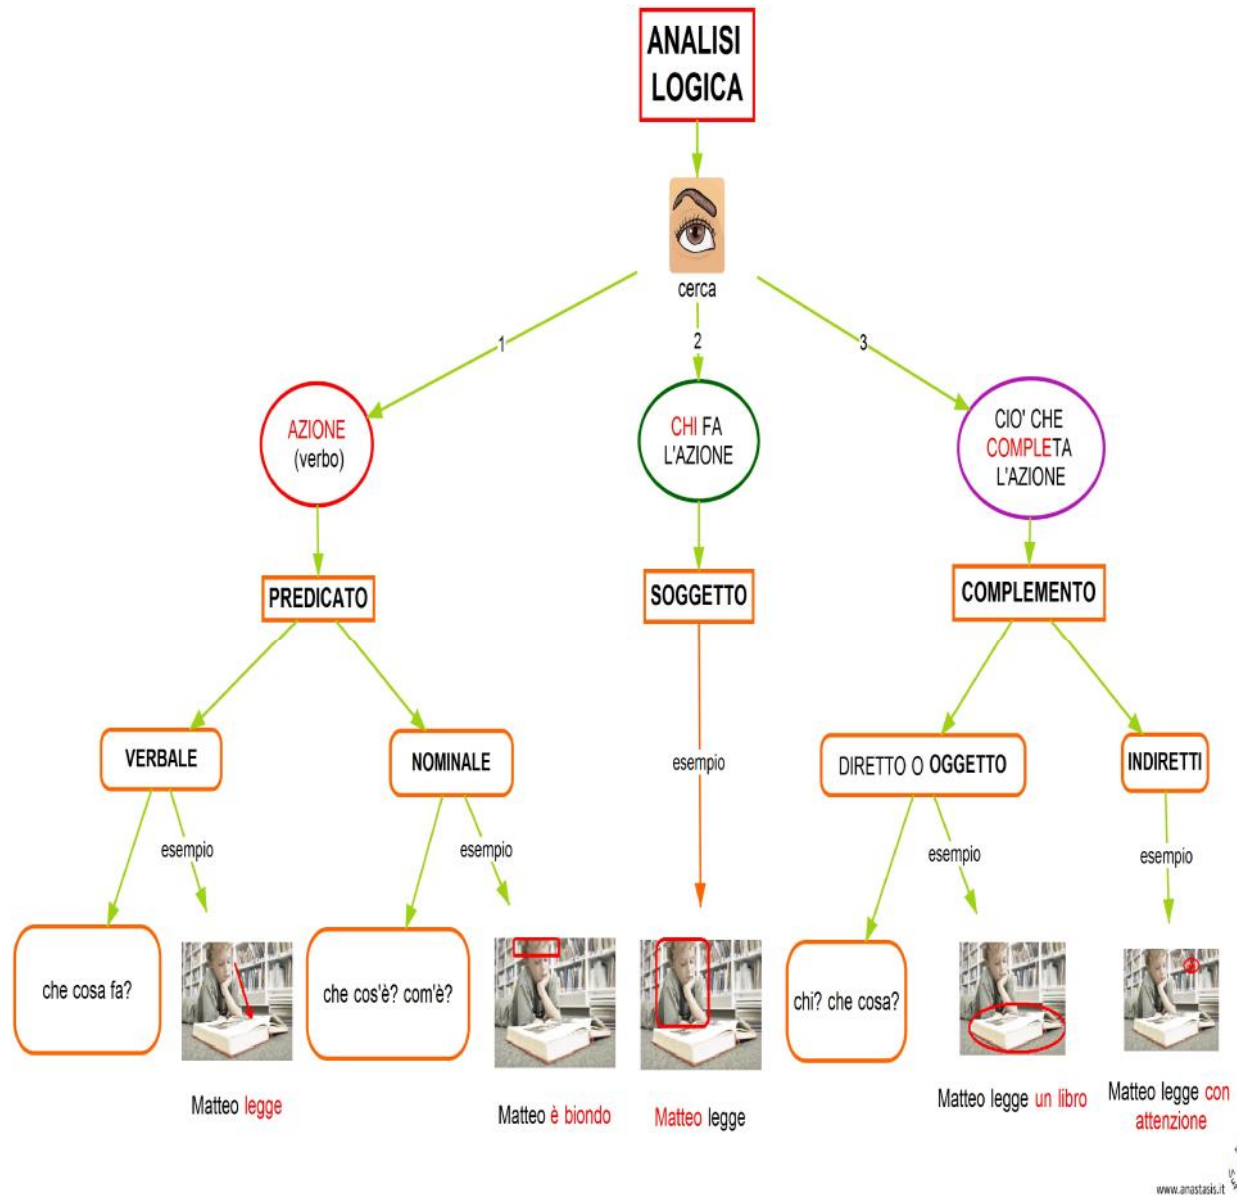 ANALISI
LOGICA
cerca
1
2
3
AZIONE
(verbo)
CHI FA
L'AZIONE
CIO' CHE
COMPLETA
L'AZIONE
PREDICATO
SOGGETTO
COMPLEMENTO
VERBALE
NOMINALE
esempio
DIRETTO O OGGETTO
INDIRETTI
esempio
esempio
esempio
esempio
che cosa fa?
che cos'è? com'è?
chi? che cosa?
Matteo legge
Matteo è biondo
Matteo legge
Matteo legge un libro
Matteo legge con
attenzione
www.anastasis.it